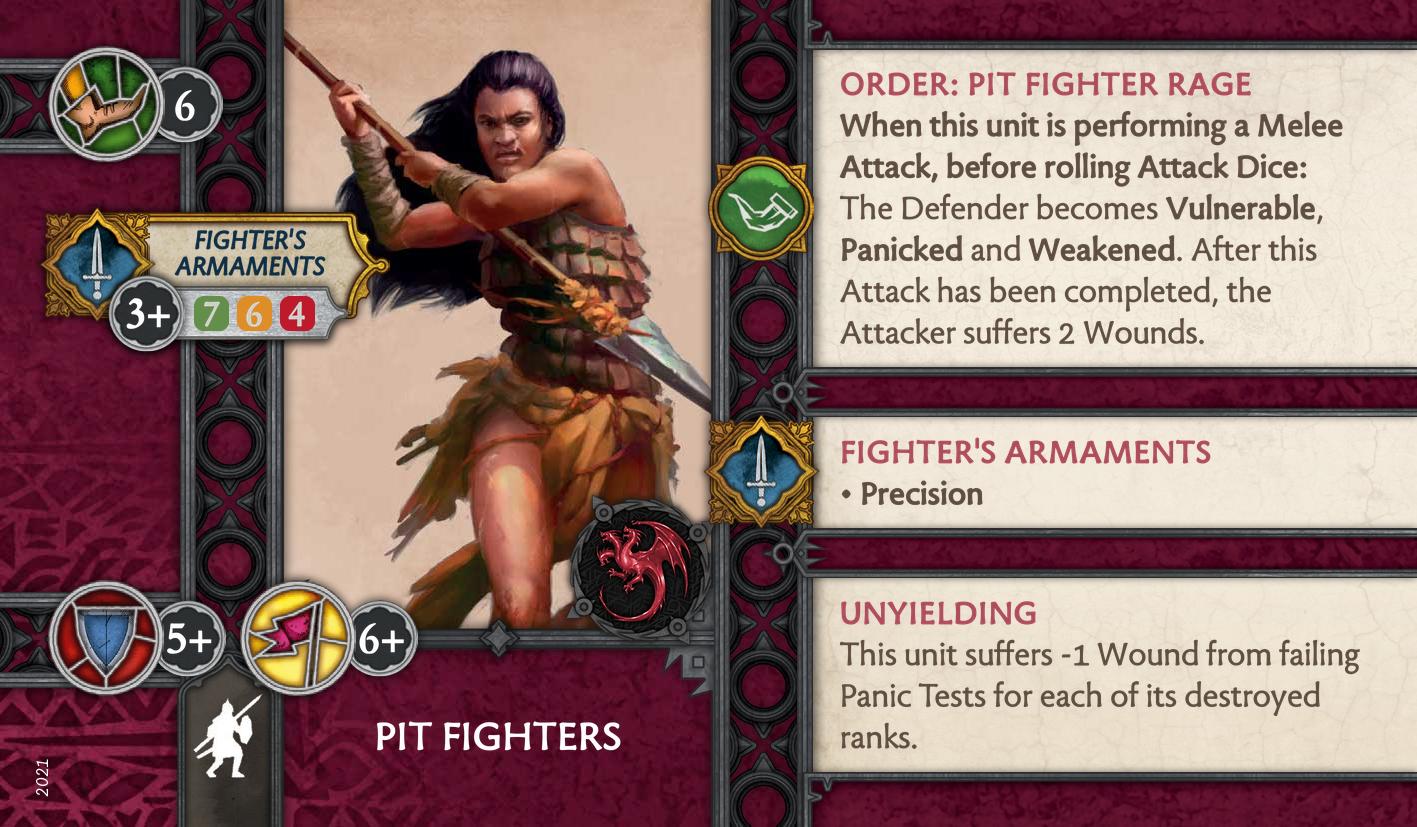 6
FIGHTER'S
ARMAMENTS
3+ 7 6 4
5+ 6+
PIT FIGHTERS
2021
ORDER: PIT FIGHTER RAGE
When this unit is performing a Melee
Attack, before rolling Attack Dice:
The Defender becomes Vulnerable,
Panicked and Weakened. After this
Attack has been completed, the
Attacker suffers 2 Wounds.
FIGHTER'S ARMAMENTS
• Precision
UNYIELDING
This unit suffers -1 Wound from failing
Panic Tests for each of its destroyed
ranks.